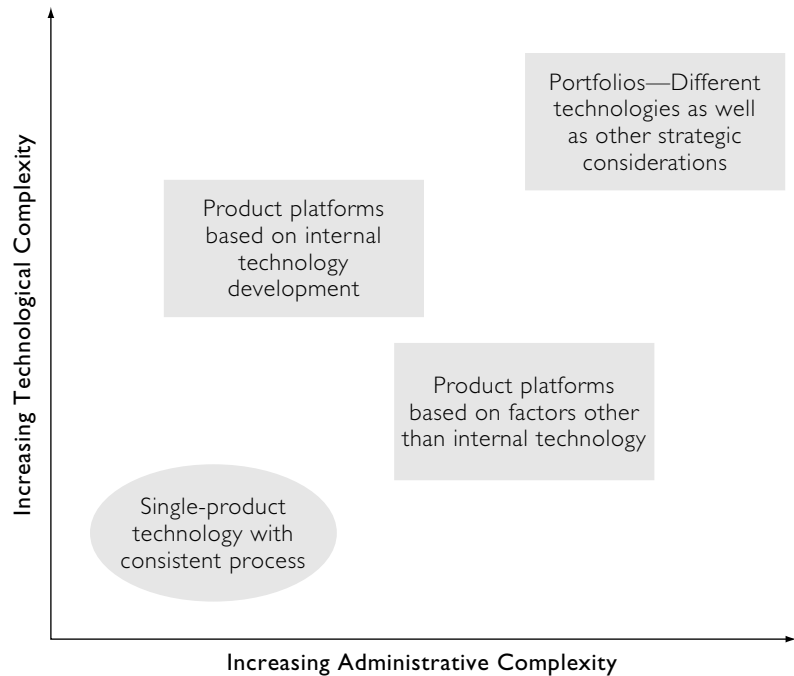 Increasing Technological Complexity
Portfolios—Different
technologies as well
as other strategic
considerations
Product platforms
based on internal
technology
development
Product platforms
based on factors other
than internal technology
Single-product
technology with
consistent process
Increasing Administrative Complexity